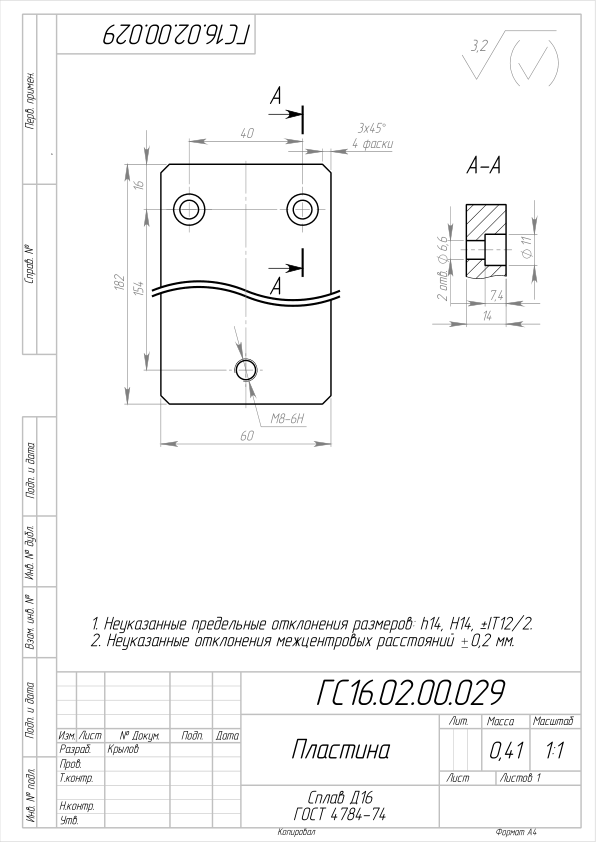 ГС16.02.00.029
Перв. примен.
Справ. №
Подп. и дата
Инв. № дубл.
Взам. инв. №
Подп. и дата
Инв. № подл.
3,2
А
40
3х45°
4 фаски
А-А
16
182
154
А
2 отв. ∅ 6,6
∅ 11
7,4
14
М8-6Н
60
1. Неуказанные предельные отклонения размеров: h14, H14, ±IT12/2.
2. Неуказанные отклонения межцентровых расстояний ±0,2 мм.
ГС16.02.00.029
Изм. Лист № Докум. Подп. Дата
Разраб. Крылов
Пров.
Т.контр.
Н.контр.
Утв.
Пластина
Лит. Масса Масштаб
0,41 1:1
Лист Листов 1
Сплав Д16
ГОСТ 4784-74
Копировал Формат А4